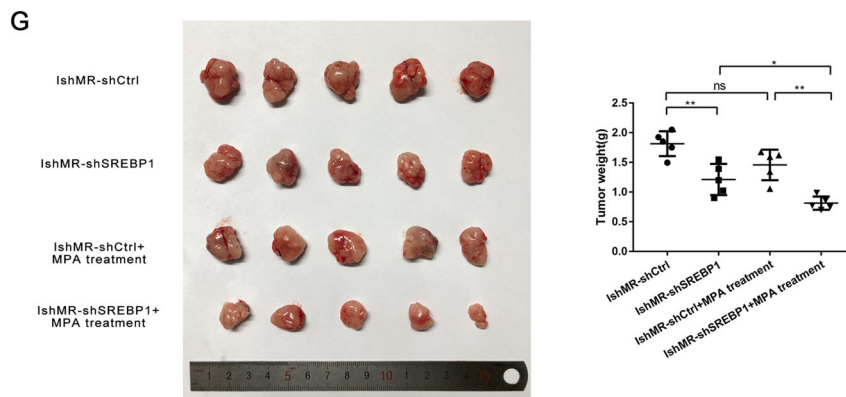 G
IshMR-shCtrl
IshMR-shSREBP1
IshMR-shCtrl+
MPA treatment
IshMR-shSREBP1+
MPA treatment
1 2 3 4 5 6 7 8 9 10 1 2 3 4 15
*
ns
**
**
Tumor weight(g)
2.5
2.0
1.5
1.0
0.5
0.0
IshMR-shCtrl
IshMR-shSREBP1
IshMR-shCtrl+MPA treatment
IshMR-shSREBP1+MPA treatment